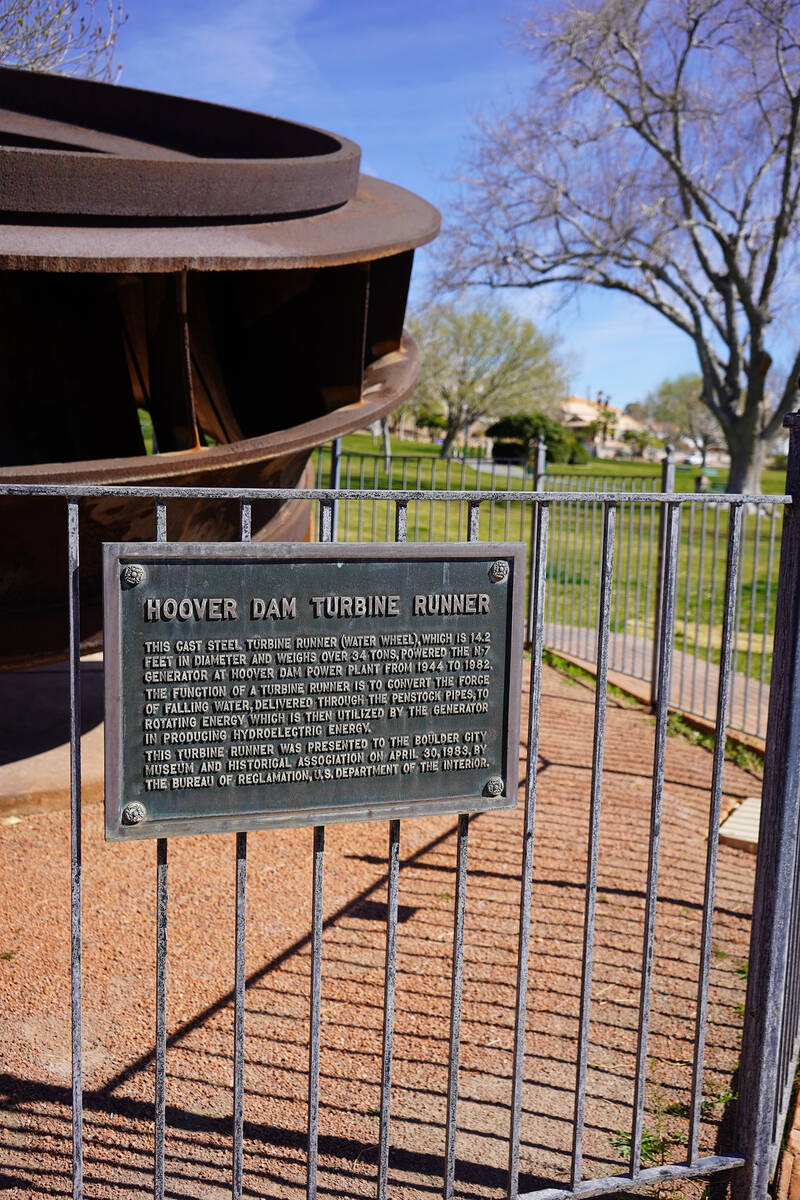 HOOVER DAM TURBINE RUNNER
THIS CAST STEEL TURBINE RUNNER (WATER WHEEL), WHICH IS 14.2
FEET IN DIAMETER AND WEIGHS OVER 34 TONS, POWERED THE N-7
GENERATOR AT HOOVER DAM POWER PLANT FROM 1944 TO 1982.
THE FUNCTION OF A TURBINE RUNNER IS TO CONVERT THE FORCE
OF FALLING WATER, DELIVERED THROUGH THE PENSTOCK PIPES, TO
ROTATING ENERGY WHICH IS THEN UTILIZED BY THE GENERATOR
IN PRODUCING HYDROELECTRIC ENERGY.
THIS TURBINE RUNNER WAS PRESENTED TO THE BOULDER CITY
MUSEUM AND HISTORICAL ASSOCIATION ON APRIL 30, 1983, BY
THE BUREAU OF RECLAMATION, U.S. DEPARTMENT OF THE INTERIOR.